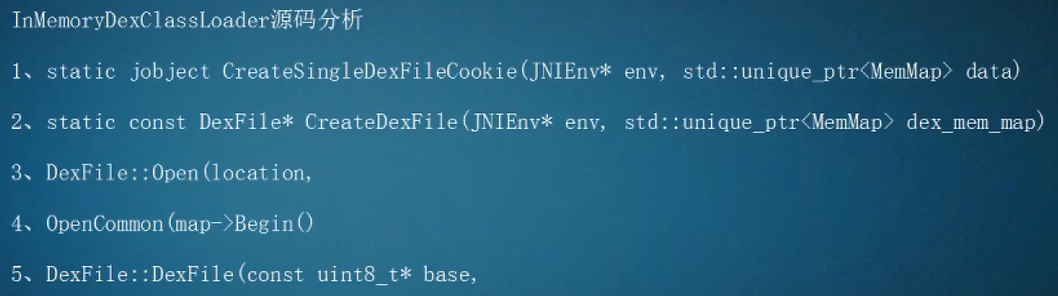 InMemoryDexClassLoader源码分析
1、static jobject CreateSingleDexFileCookie(JNIEnv* env, std::unique_ptr<MemMap> data)
2、static const DexFile* CreateDexFile(JNIEnv* env, std::unique_ptr<MemMap> dex_mem_map)
3、DexFile::Open(location,
4、OpenCommon(map->Begin()
5、DexFile::DexFile(const uint8_t* base,